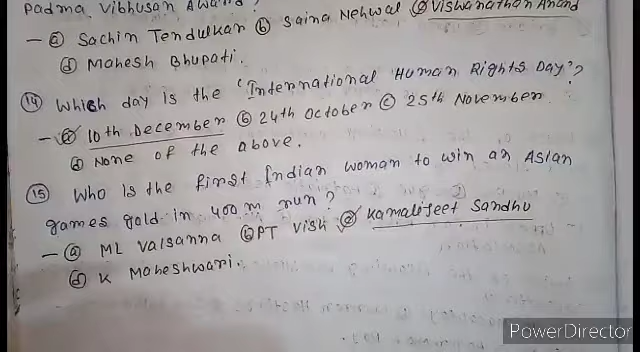 Padma Vibhusan Award?
- ⓐ Sachin Tendulkar ⓑ Saina Nehwal ⓒ Viswanathan Anand
ⓓ Mahesh Bhupati.
⑭ Which day is the 'International Human Rights Day'?
- ⓐ 10th December ⓑ 24th October ⓒ 25th November
ⓓ None of the above.
⑮ Who is the first Indian woman to win an Asian
games gold in 400 m run?
- ⓐ ML Valsanna ⓑ PT Vish ⓒ Kamaljeet Sandhu
ⓓ K Maheshwari.
PowerDirector